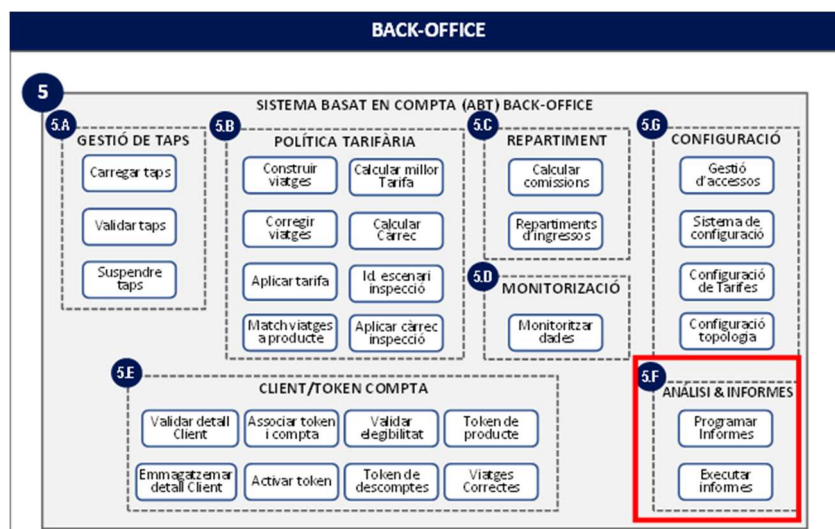 BACK-OFFICE
5
SISTEMA BASAT EN COMPTA (ABT) BACK-OFFICE
5.A
GESTIÓ DE TAPS
Carregar taps
Validar taps
Suspendre
taps
5.B
POLÍTICA TARIFÀRIA
Construir
viatges
Calcular millor
Tarifa
Corregir
viatges
Calcular
Càrrec
Aplicar tarifa
Id. escenari
inspecció
Match viatges
a producte
Aplicar càrrec
inspecció
5.C
REPARTIMENT
Calcular
comissions
Repartiments
d'ingressos
5.D
MONITORIZACIÓ
Monitoritzar
dades
5.G
CONFIGURACIÓ
Gestió
d'accessos
Sistema de
configuració
Configuració
de Tarifes
Configuració
topologia
5.E
CLIENT/TOKEN COMPTA
Validar detall
Client
Associar token
i compta
Validar
elegibilitat
Token de
producte
Emmagatzemar
detall Client
Activar token
Token de
descomptes
Viatges
Correctes
5.F
ANÀLISI & INFORMES
Programar
Informes
Executar
informes